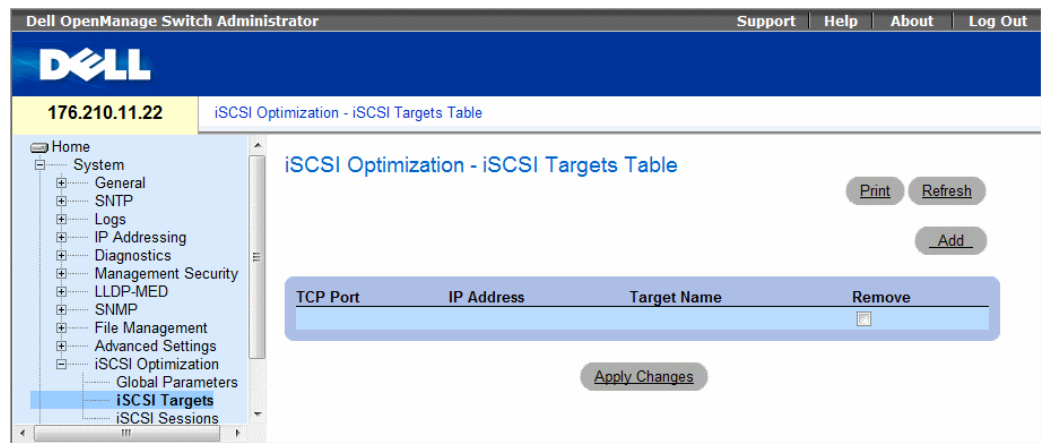 Dell OpenManage Switch Administrator Support Help About Log Out
DELL
176.210.11.22 iSCSI Optimization - iSCSI Targets Table
Home
System
General
SNTP
Logs
IP Addressing
Diagnostics
Management Security
LLDP-MED
SNMP
File Management
Advanced Settings
iSCSI Optimization
Global Parameters
iSCSI Targets
iSCSI Sessions
iSCSI Optimization - iSCSI Targets Table
Print Refresh
Add
TCP Port IP Address Target Name Remove
Apply Changes